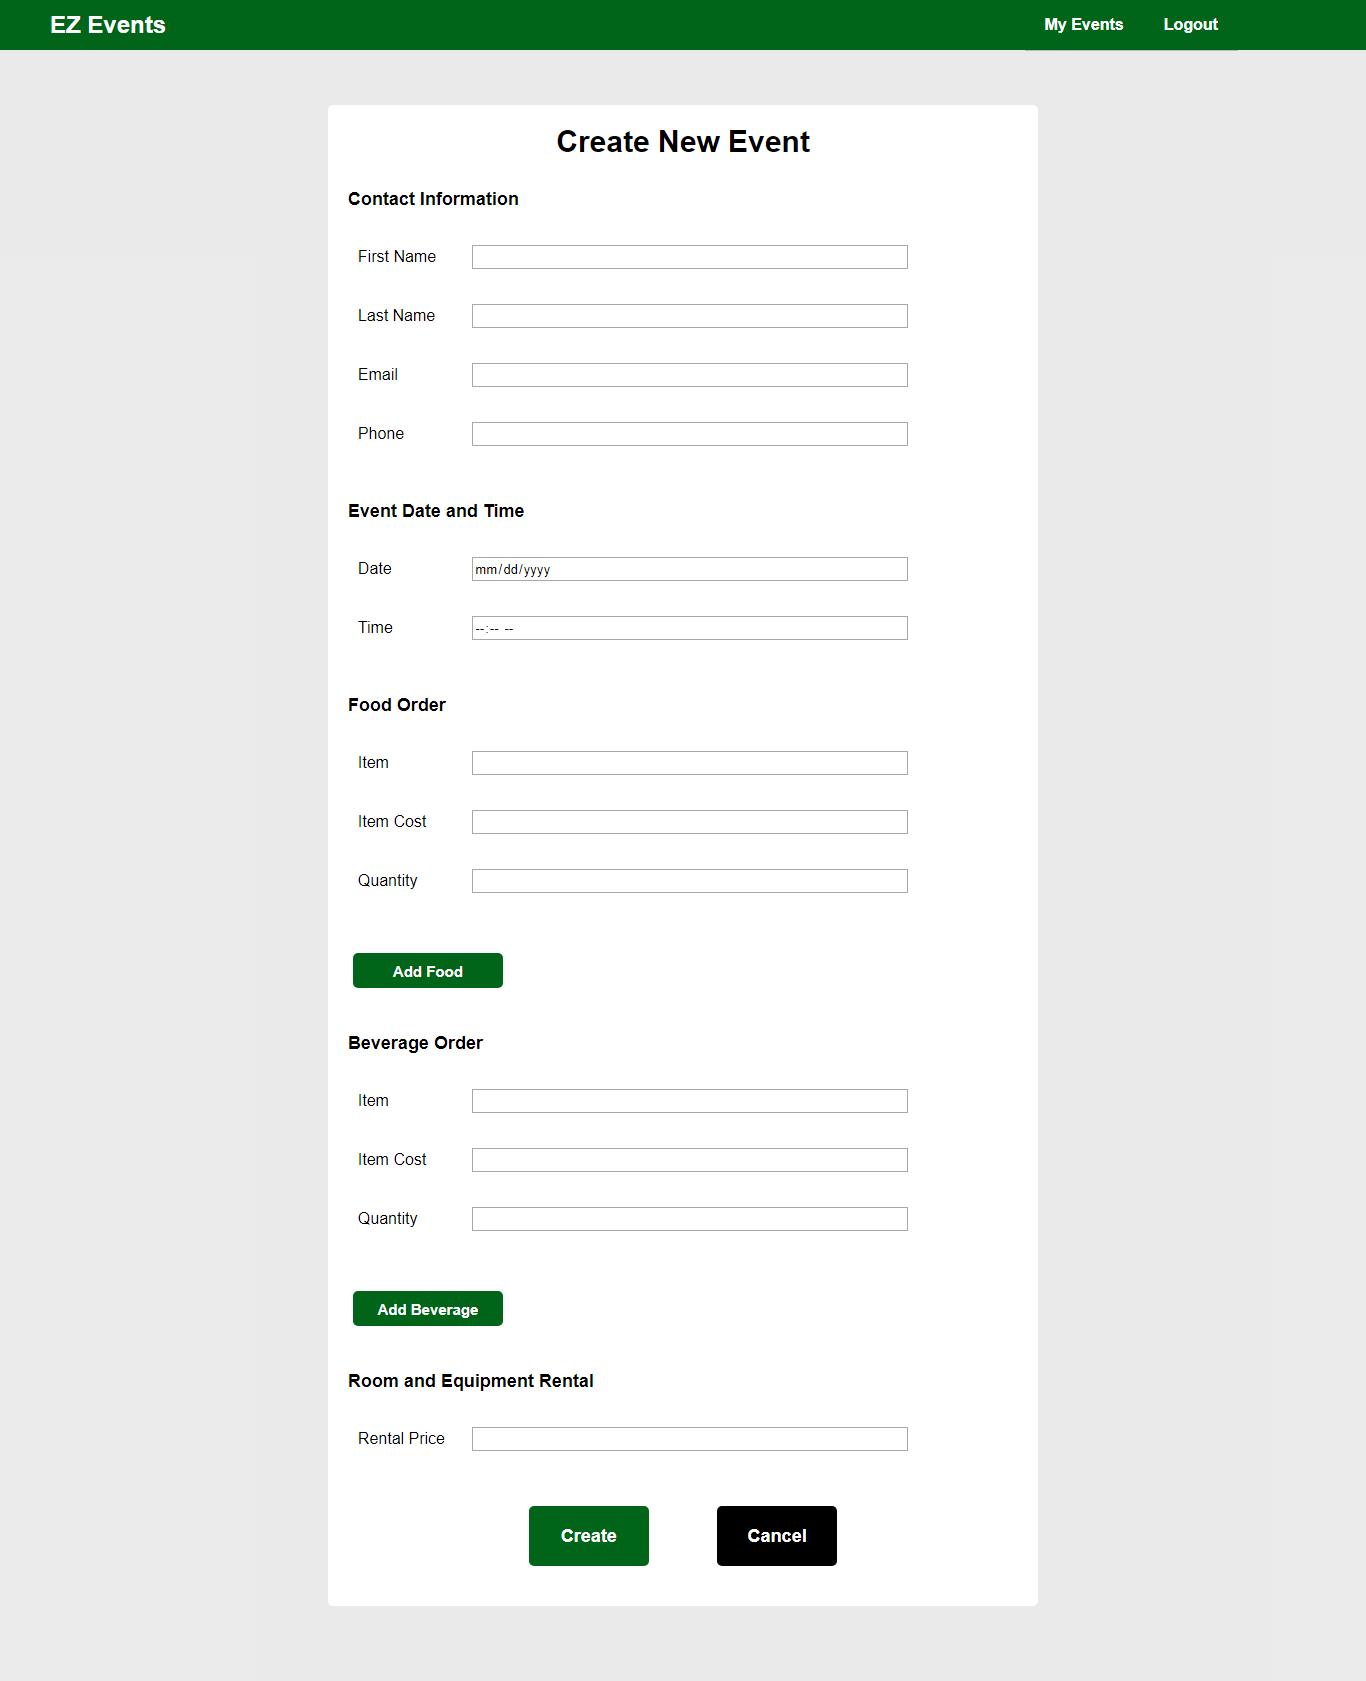 EZ Events
My Events Logout
Create New Event
Contact Information
First Name
Last Name
Email
Phone
Event Date and Time
Date mm/dd/yyyy
Time --:-- --
Food Order
Item
Item Cost
Quantity
Add Food
Beverage Order
Item
Item Cost
Quantity
Add Beverage
Room and Equipment Rental
Rental Price
Create Cancel